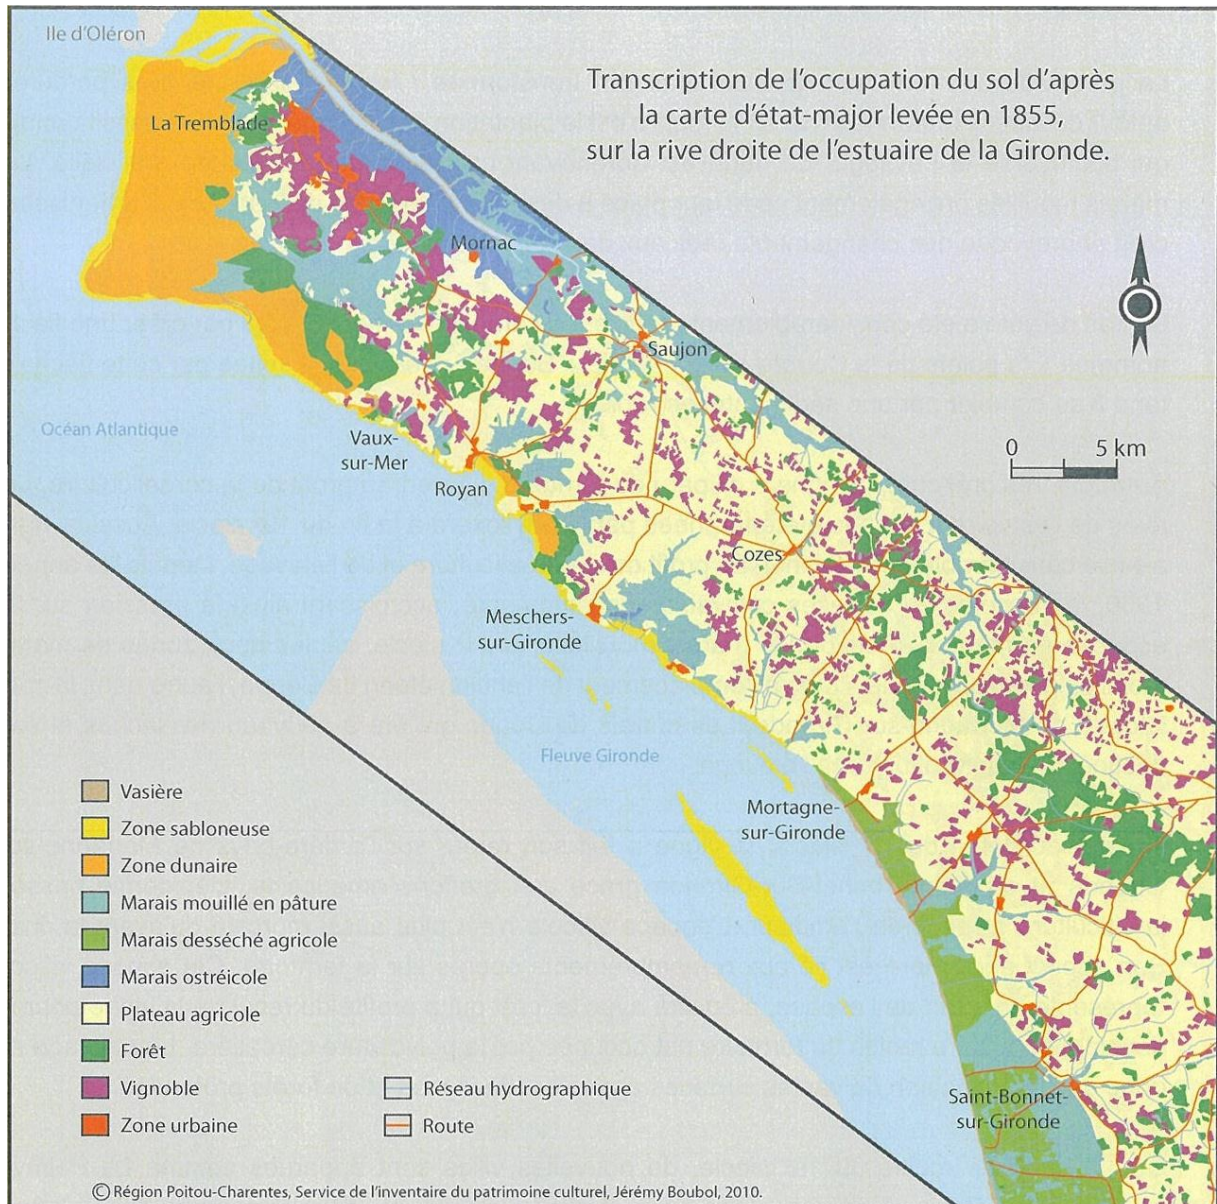 Ile d'Oléron
Transcription de l'occupation du sol d'après
la carte d'état-major levée en 1855,
sur la rive droite de l'estuaire de la Gironde.
La Tremblade
Mornac
Saujon
Océan Atlantique
Vaux-
sur-Mer
Royan
0 5 km
Cozes
Meschers-
sur-Gironde
Fleuve Gironde
Mortagne-
sur-Gironde
Vasière
Zone sabloneuse
Zone dunaire
Marais mouillé en pâture
Marais desséché agricole
Marais ostréicole
Plateau agricole
Forêt
Vignoble
Zone urbaine
Réseau hydrographique
Route
Saint-Bonnet-
sur-Gironde
© Région Poitou-Charentes, Service de l'inventaire du patrimoine culturel, Jérémy Boubol, 2010.